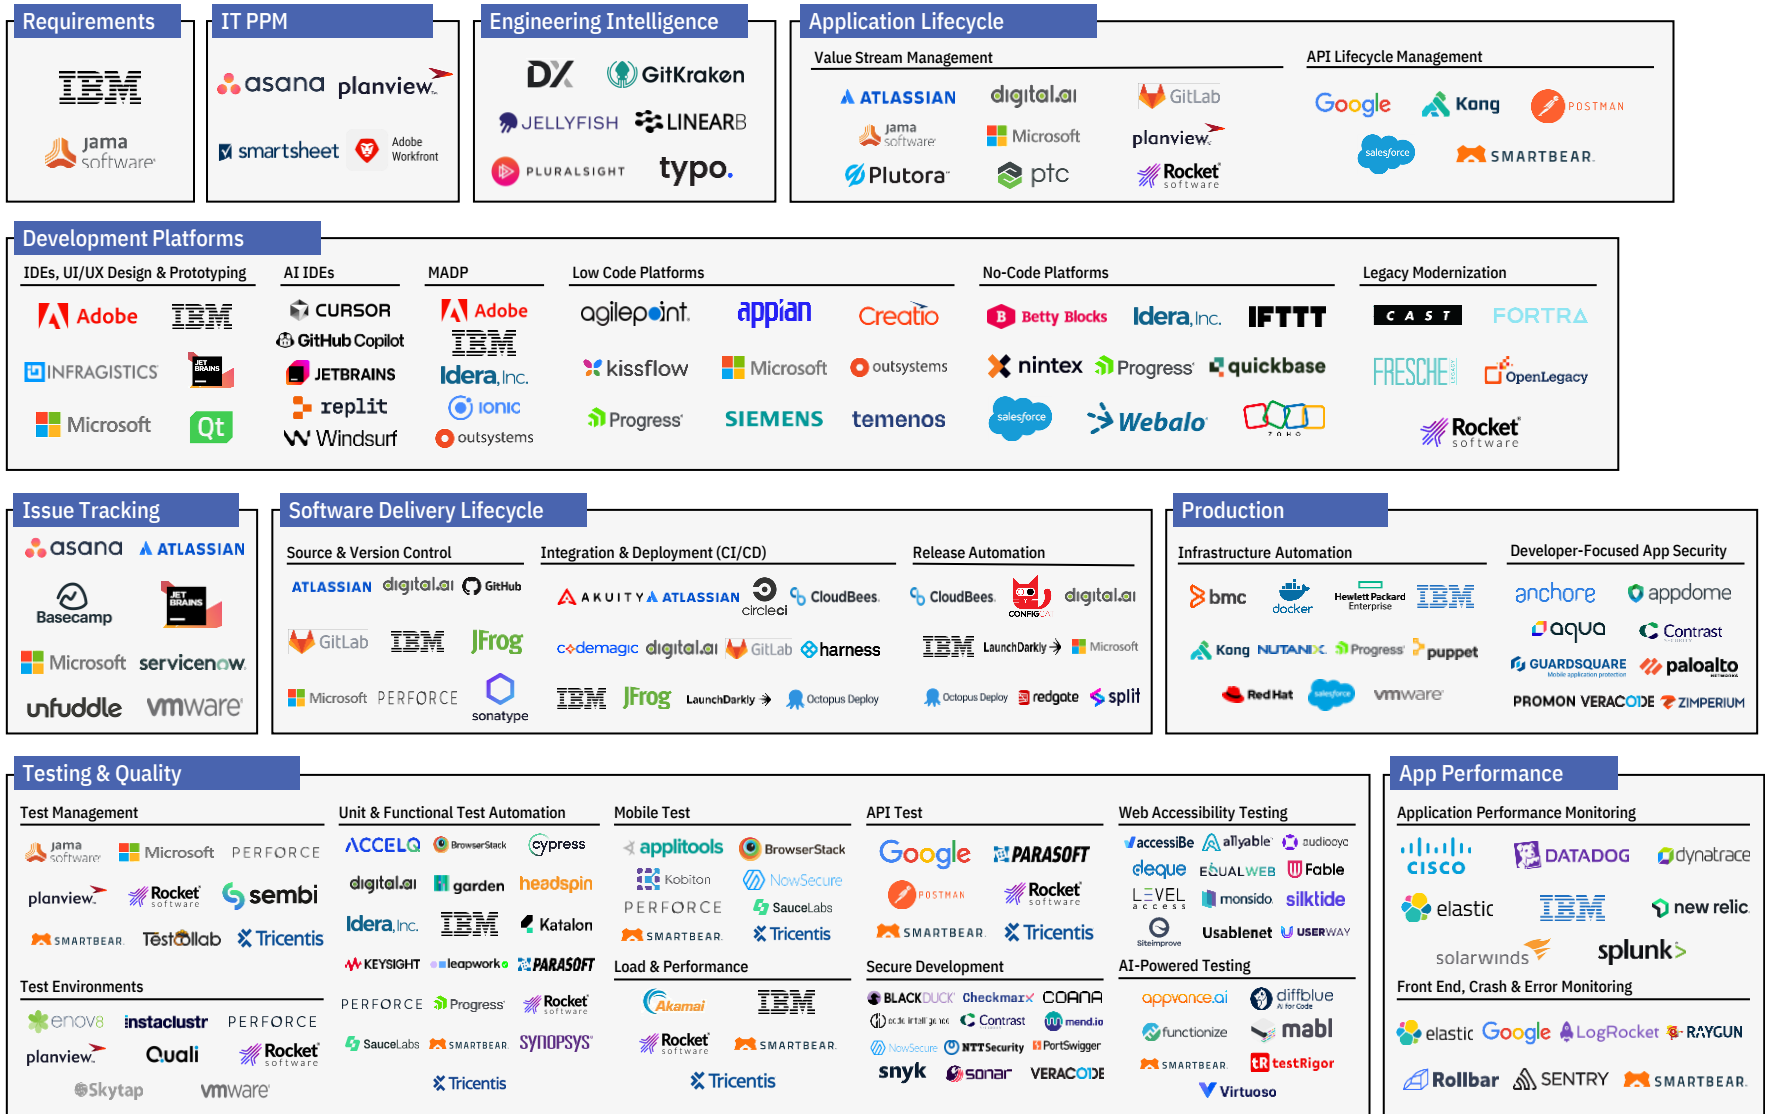 Requirements
IBM
jama software
IT PPM
asana planview
smartsheet Adobe Workfront
Engineering Intelligence
DX GitKraken
JELLYFISH LINEARB
PLURALSIGHT typo.
Application Lifecycle
Value Stream Management
ATLASSIAN digital.ai GitLab
jama software Microsoft planview
Plutora ptc Rocket software
API Lifecycle Management
Google Kong POSTMAN
salesforce SMARTBEAR
Development Platforms
IDEs, UI/UX Design & Prototyping
Adobe IBM
INFRAGISTICS JET BRAINS
Microsoft Qt
AI IDEs
CURSOR
GitHub Copilot
JETBRAINS
replit
Windsurf
MADP
Adobe
IBM
Idera, Inc.
IONIC
outsystems
Low Code Platforms
agilepoint appian Creatio
kissflow Microsoft outsystems
Progress SIEMENS temenos
No-Code Platforms
Betty Blocks Idera, Inc. IFTTT
nintex Progress quickbase
salesforce Webalo ZOHO
Legacy Modernization
CAST FORTRA
FRESCHE LEGACY OpenLegacy
Rocket software
Issue Tracking
asana ATLASSIAN
Basecamp JET BRAINS
Microsoft servicenow
unfuddle vmware
Software Delivery Lifecycle
Source & Version Control
ATLASSIAN digital.ai GitHub
GitLab IBM JFrog
Microsoft PERFORCE sonatype
Integration & Deployment (CI/CD)
AKUITY ATLASSIAN circleci CloudBees
codemagic digital.ai GitLab harness
IBM JFrog LaunchDarkly Octopus Deploy
Release Automation
CloudBees CONFIGCAT digital.ai
IBM LaunchDarkly Microsoft
Octopus Deploy redgate split
Production
Infrastructure Automation
bmc docker Hewlett Packard Enterprise IBM
Kong NUTANIX Progress puppet
Red Hat salesforce vmware
Developer-Focused App Security
anchore appdome
aqua Contrast SECURITY
GUARDSQUARE Mobile application protection paloalto NETWORKS
PROMON VERACODE ZIMPERIUM
Testing & Quality
Test Management
jama software Microsoft PERFORCE
planview Rocket software sembi
SMARTBEAR TestCollab Tricentis
Test Environments
enov8 instaclustr PERFORCE
planview Quali Rocket software
Skytap vmware
Unit & Functional Test Automation
ACCELQ BrowserStack cypress
digital.ai garden headspin
Idera, Inc. IBM Katalon
KEYSIGHT leapwork PARASOFT
PERFORCE Progress Rocket software
SauceLabs SMARTBEAR SYNOPSYS
Tricentis
Mobile Test
applitools BrowserStack
Kobiton NowSecure
PERFORCE SauceLabs
SMARTBEAR Tricentis
Load & Performance
Akamai IBM
Rocket software SMARTBEAR
Tricentis
API Test
Google PARASOFT
POSTMAN Rocket software
SMARTBEAR Tricentis
Secure Development
BLACKDUCK Checkmarx COANA
code intelligence Contrast mend.io
NowSecure NTT Security PortSwigger
snyk sonar VERACODE
Web Accessibility Testing
accessiBe allyable audioeye
deque EQUALWEB Fable
LEVEL access monsido silktide
Siteimprove Usablenet USERWAY
AI-Powered Testing
appvance.ai diffblue AI for Code
functionize mabl
SMARTBEAR tR testRigor
Virtuoso
App Performance
Application Performance Monitoring
CISCO DATADOG dynatrace
elastic IBM new relic
solarwinds splunk>
Front End, Crash & Error Monitoring
elastic Google LogRocket RAYGUN
Rollbar SENTRY SMARTBEAR